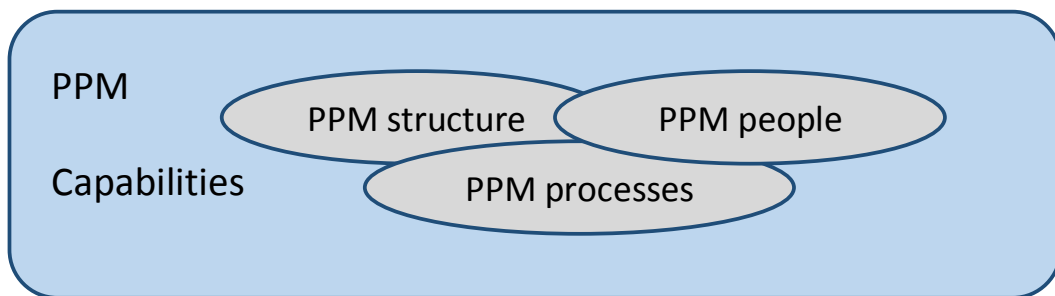 PPM
PPM structure
PPM people
Capabilities
PPM processes